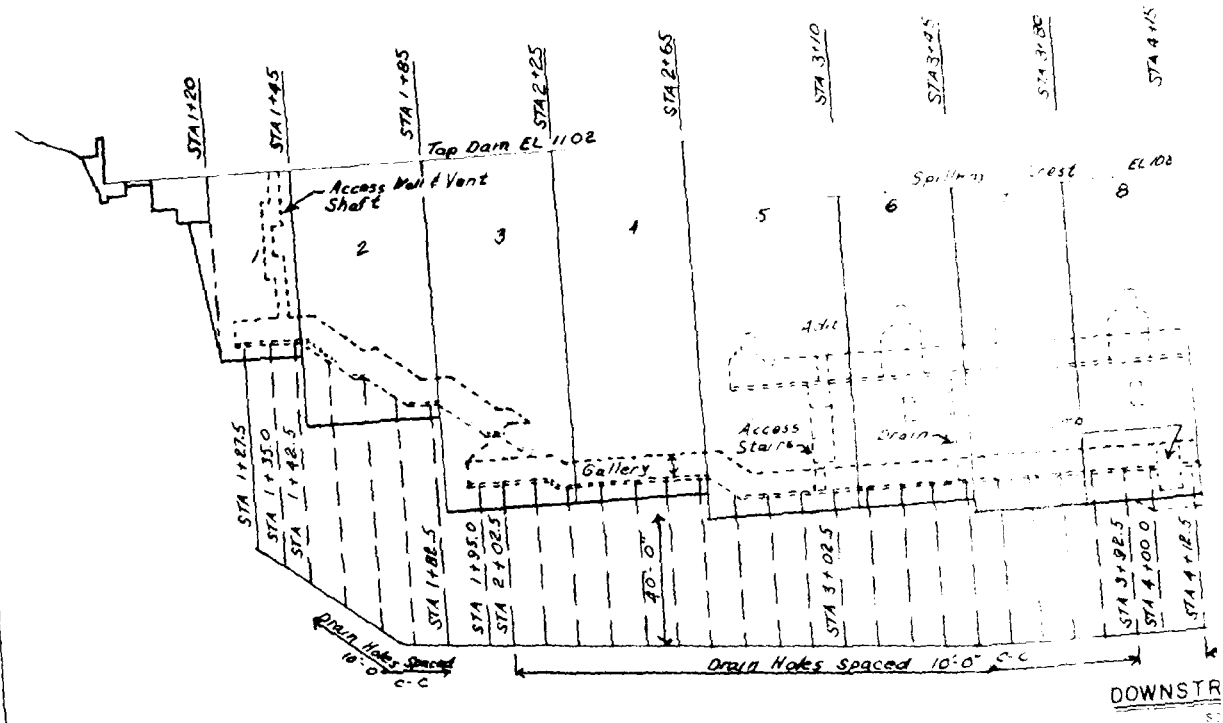 STA 1+20
STA 1+45
STA 1+85
STA 2+25
STA 2+65
STA 3+10
STA 3+45
STA 3+80
STA 4+15
Top Dam EL 1102
Access Well & Vent
Shaft
Crest
1
2
3
4
5
6
8
Adit
Access
Stairs
Drain
Gallery
40'-0"
STA 1+27.5
STA 1+35.0
STA 1+42.5
STA 1+82.5
STA 1+95.0
STA 2+02.5
STA 3+02.5
STA 3+92.5
STA 4+00.0
STA 4+12.5
Drain Holes Spaced
10'-0" C-C
Drain Holes Spaced 10'-0" C-C